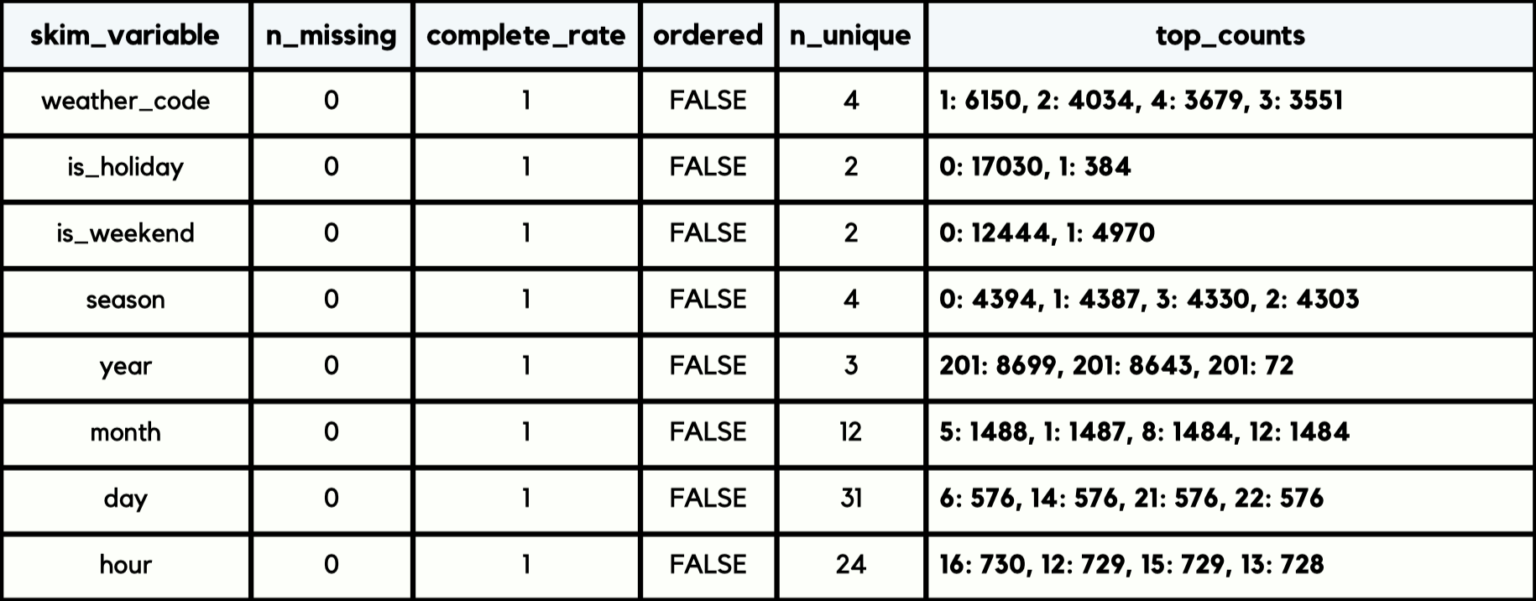 skim_variable n_missing complete_rate ordered n_unique top_counts
weather_code 0 1 FALSE 4 1: 6150, 2: 4034, 4: 3679, 3: 3551
is_holiday 0 1 FALSE 2 0: 17030, 1: 384
is_weekend 0 1 FALSE 2 0: 12444, 1: 4970
season 0 1 FALSE 4 0: 4394, 1: 4387, 3: 4330, 2: 4303
year 0 1 FALSE 3 201: 8699, 201: 8643, 201: 72
month 0 1 FALSE 12 5: 1488, 1: 1487, 8: 1484, 12: 1484
day 0 1 FALSE 31 6: 576, 14: 576, 21: 576, 22: 576
hour 0 1 FALSE 24 16: 730, 12: 729, 15: 729, 13: 728